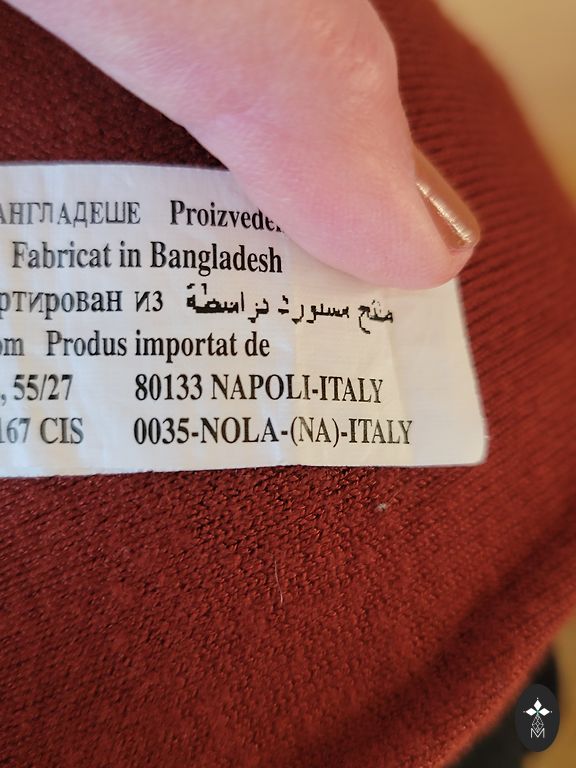 АНГЛАДЕШЕ Proizveden
Fabricat in Bangladesh
ртирован из منتج مستورد بواسطة
om Produs importat de
, 55/27 80133 NAPOLI-ITALY
167 CIS 0035-NOLA-(NA)-ITALY
M